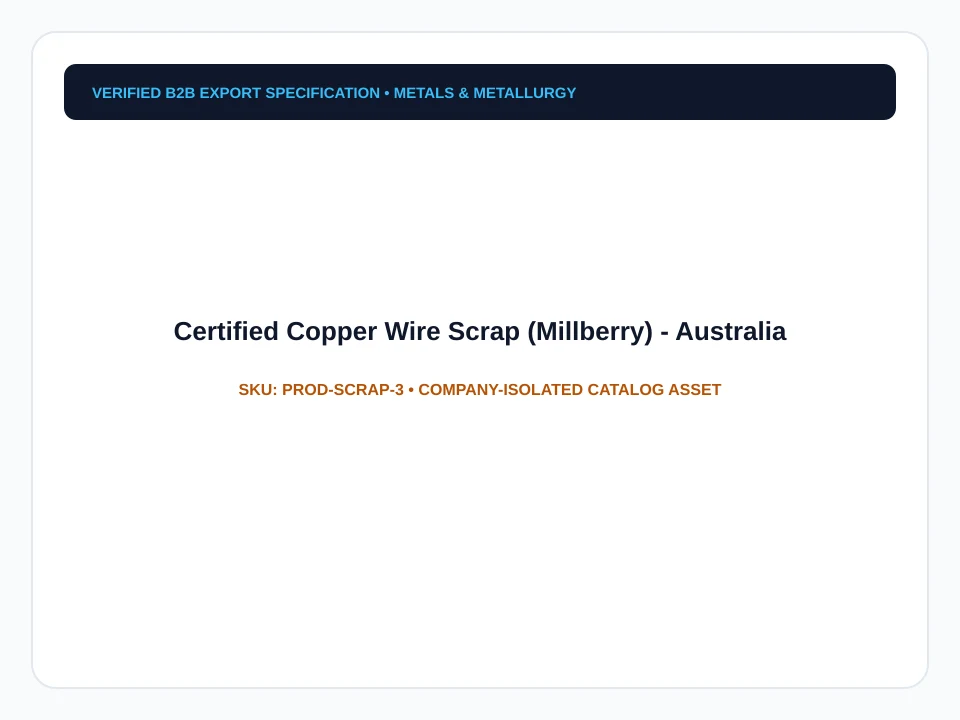 VERIFIED B2B EXPORT SPECIFICATION • METALS & METALLURGY
Certified Copper Wire Scrap (Millberry) - Australia
SKU: PROD-SCRAP-3 • COMPANY-ISOLATED CATALOG ASSET